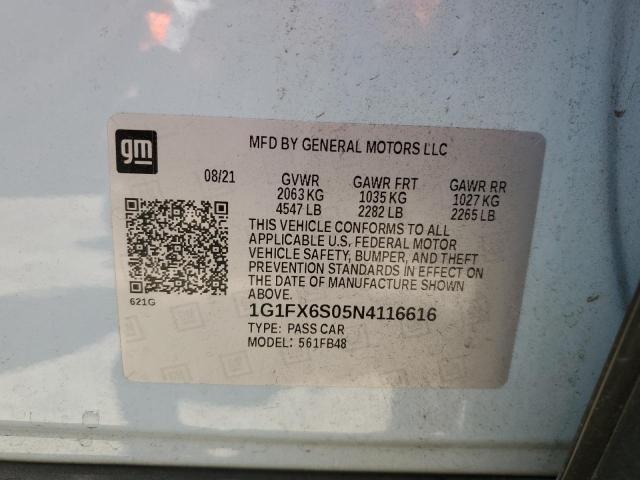 gm
MFD BY GENERAL MOTORS LLC
08/21 GVWR GAWR FRT GAWR RR
2063 KG 1035 KG 1027 KG
4547 LB 2282 LB 2265 LB
THIS VEHICLE CONFORMS TO ALL
APPLICABLE U.S. FEDERAL MOTOR
VEHICLE SAFETY, BUMPER, AND THEFT
PREVENTION STANDARDS IN EFFECT ON
THE DATE OF MANUFACTURE SHOWN
ABOVE.
621G
1G1FX6S05N4116616
TYPE: PASS CAR
MODEL: 561FB48